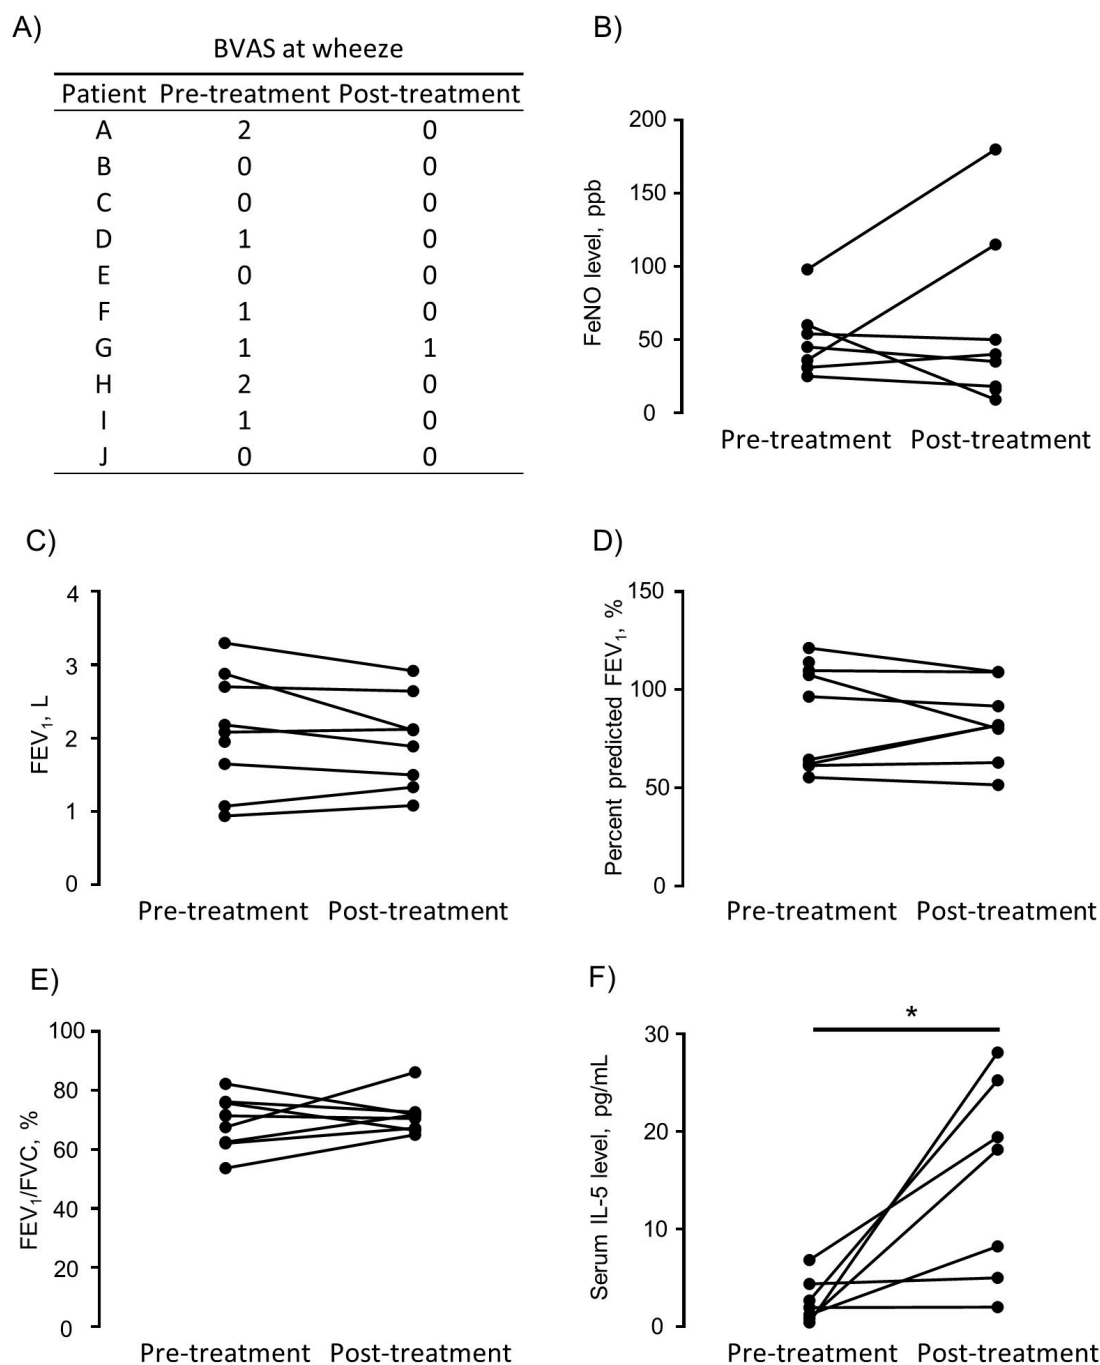 A)
BVAS at wheeze
Patient Pre-treatment Post-treatment
A 2 0
B 0 0
C 0 0
D 1 0
E 0 0
F 1 0
G 1 1
H 2 0
I 1 0
J 0 0
B)
FeNO level, ppb
200
150
100
50
0
Pre-treatment Post-treatment
C)
FEV₁, L
4
3
2
1
0
Pre-treatment Post-treatment
D)
Percent predicted FEV₁, %
150
100
50
0
Pre-treatment Post-treatment
E)
FEV₁/FVC, %
100
80
60
40
20
0
Pre-treatment Post-treatment
F)
*
Serum IL-5 level, pg/mL
30
20
10
0
Pre-treatment Post-treatment